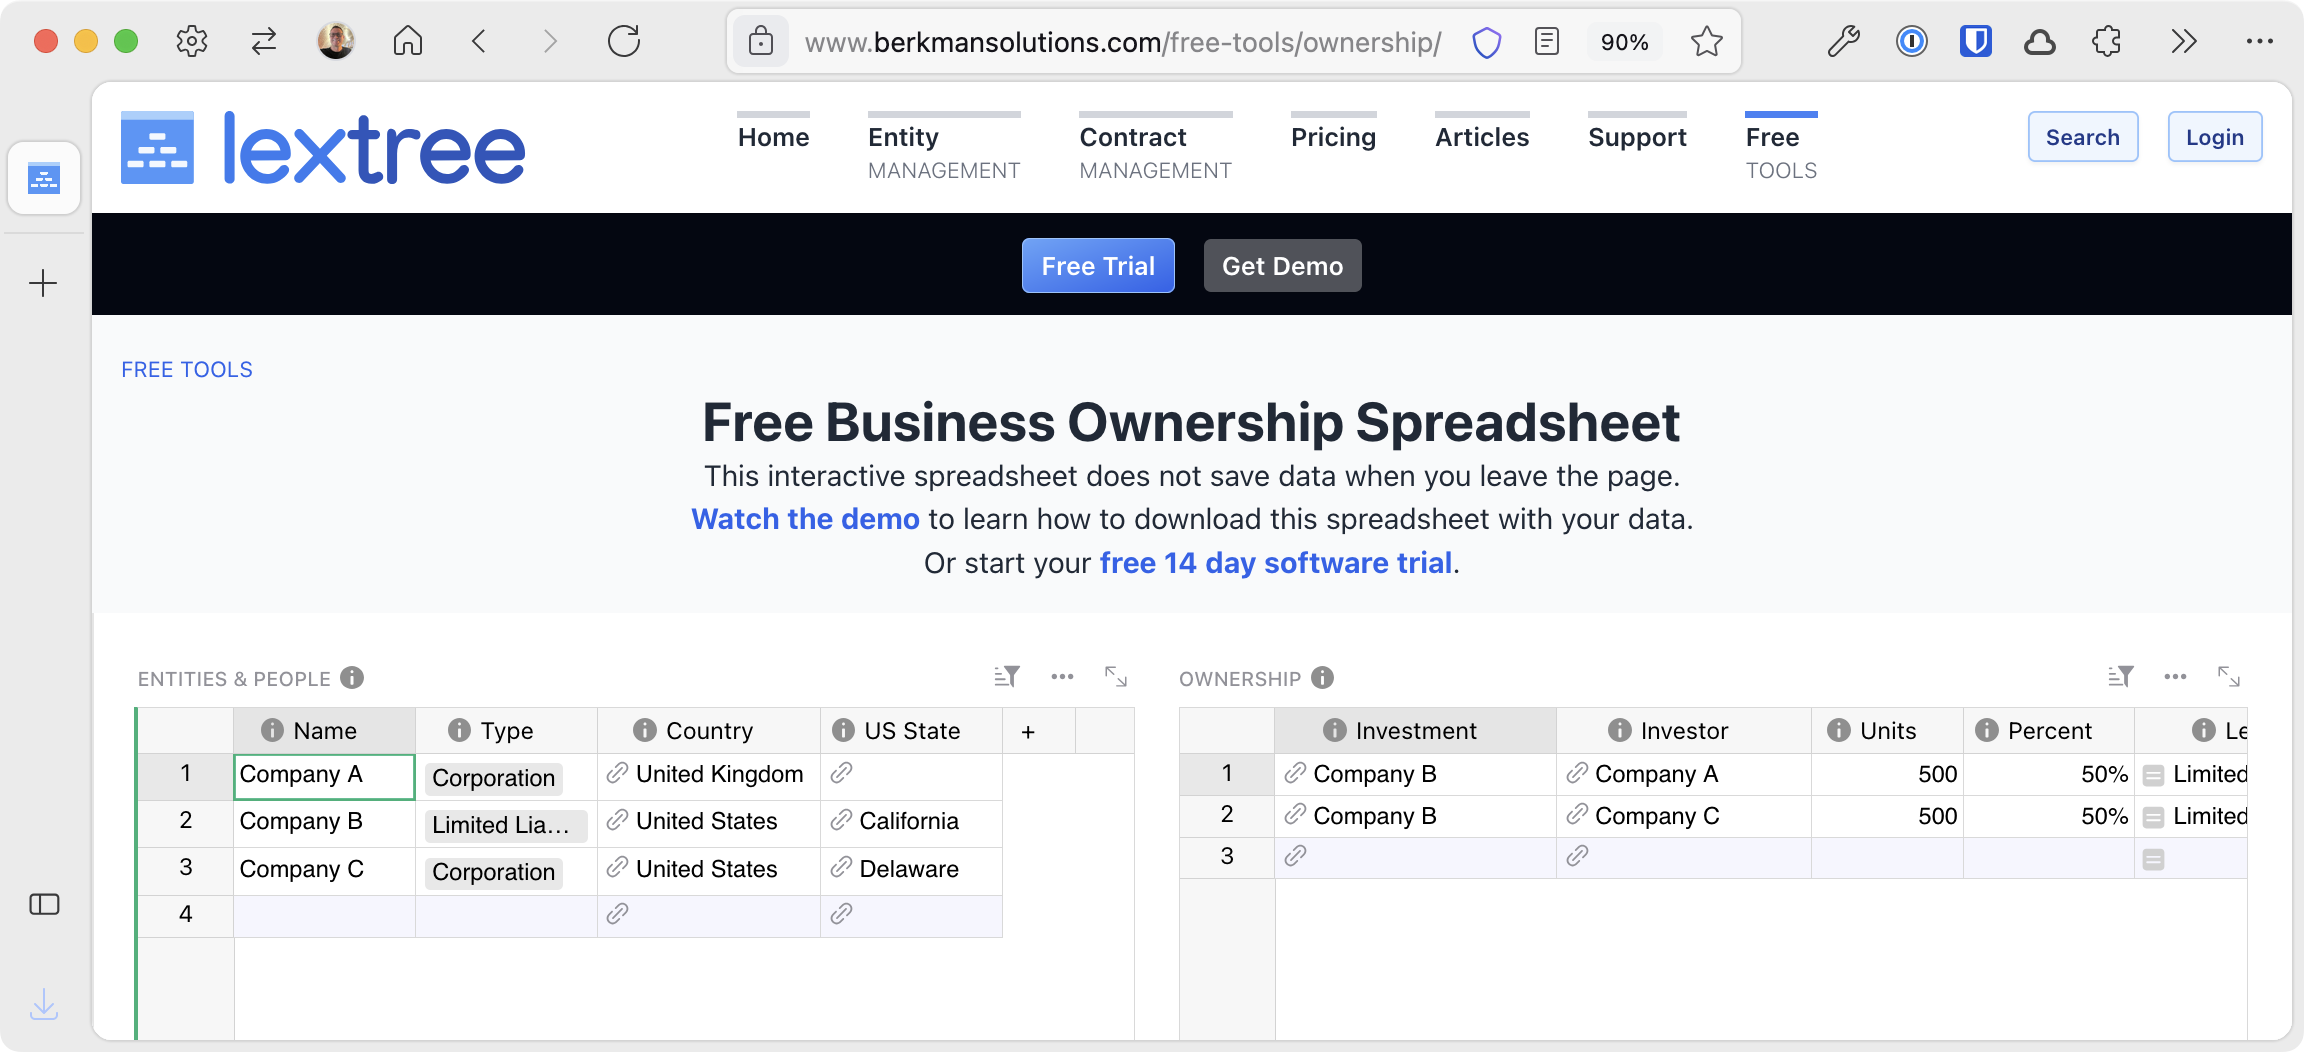 www.berkmansolutions.com/free-tools/ownership/
90%
lextree
Home
Entity
MANAGEMENT
Contract
MANAGEMENT
Pricing
Articles
Support
Free
TOOLS
Search
Login
Free Trial
Get Demo
FREE TOOLS
Free Business Ownership Spreadsheet
This interactive spreadsheet does not save data when you leave the page.
Watch the demo to learn how to download this spreadsheet with your data.
Or start your free 14 day software trial.
ENTITIES & PEOPLE
Name Type Country US State +
1 Company A Corporation United Kingdom
2 Company B Limited Lia... United States California
3 Company C Corporation United States Delaware
4
OWNERSHIP
Investment Investor Units Percent Le
1 Company B Company A 500 50% Limited
2 Company B Company C 500 50% Limited
3